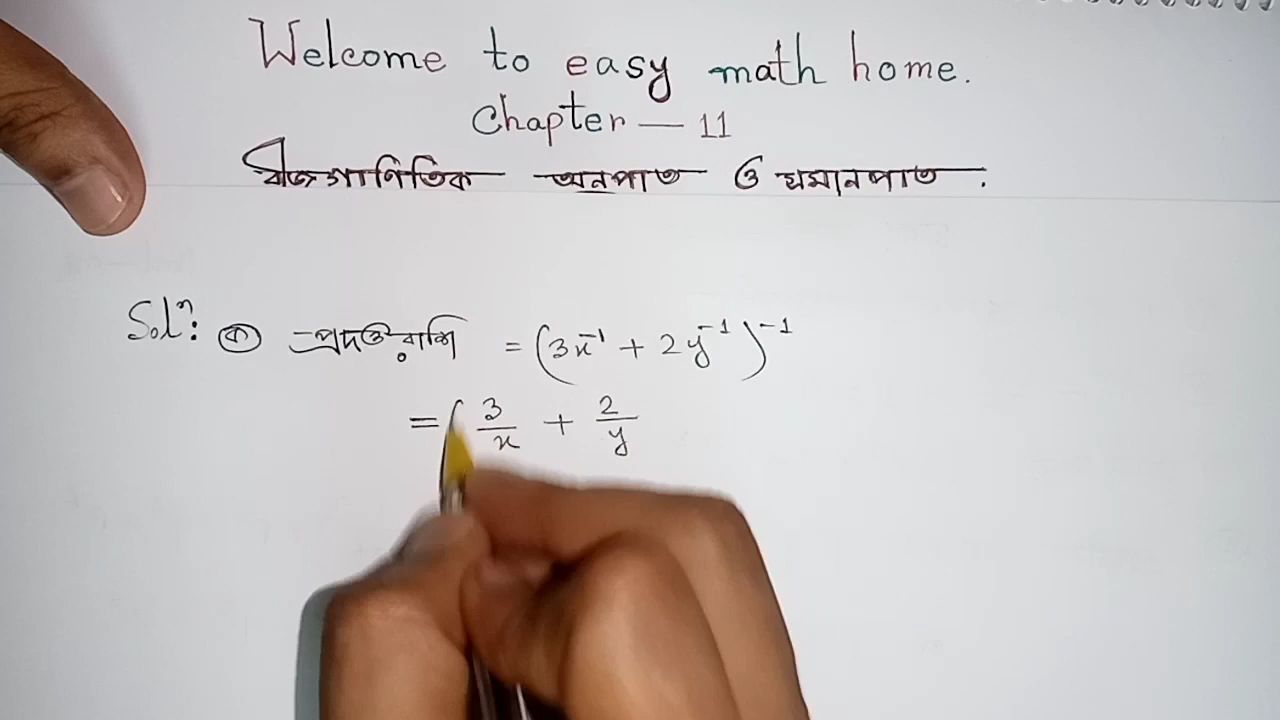 Welcome to easy math home.
Chapter — 11
বীজগাণিতিক অনুপাত ও সমানুপাত .
Solⁿ: ক প্রদত্ত রাশি = (3x⁻¹ + 2y⁻¹)⁻¹
= ( 3/x + 2/y